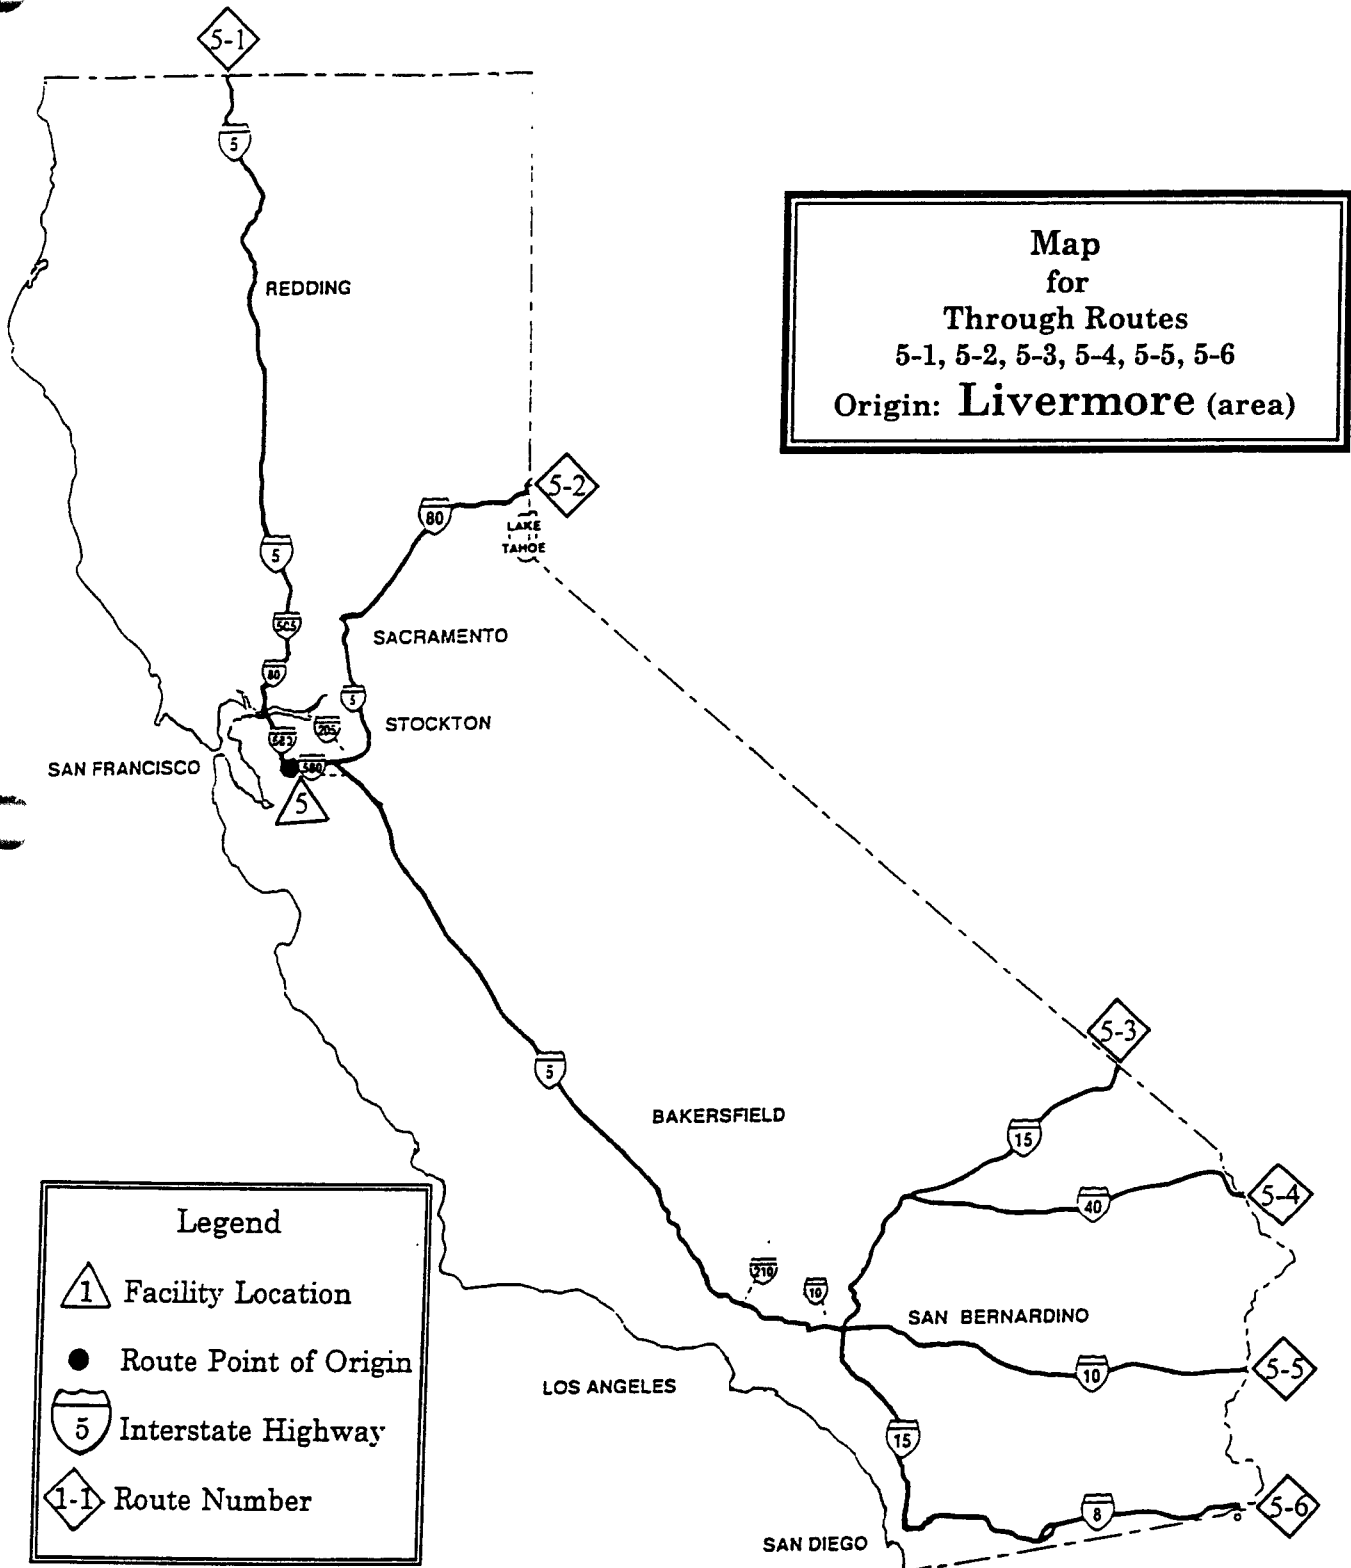 5-1
5
REDDING
Map
for
Through Routes
5-1, 5-2, 5-3, 5-4, 5-5, 5-6
Origin: Livermore (area)
5-2
80
LAKE
TAHOE
5
505
SACRAMENTO
80
5
STOCKTON
205
SAN FRANCISCO
580
5
5-3
5
BAKERSFIELD
15
5-4
40
210
10
SAN BERNARDINO
5-5
10
LOS ANGELES
15
5-6
8
SAN DIEGO
Legend
1 Facility Location
Route Point of Origin
5 Interstate Highway
1-1 Route Number